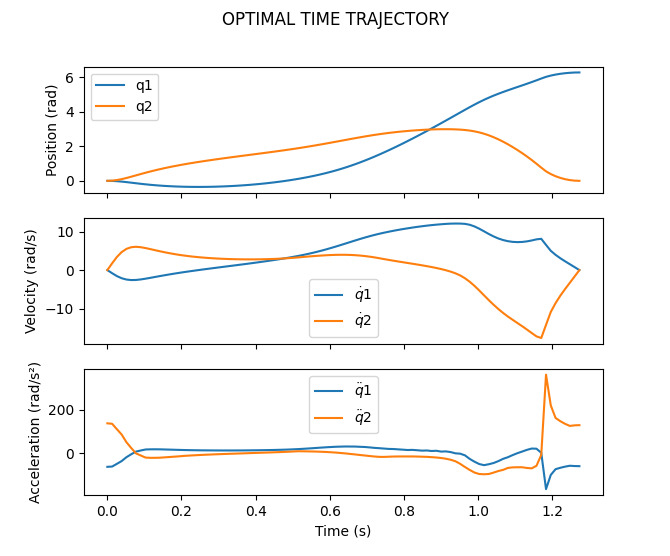 OPTIMAL TIME TRAJECTORY
Position (rad)
6
4
2
0
q1
q2
Velocity (rad/s)
10
0
−10
q̇1
q̇2
Acceleration (rad/s²)
200
0
q̈1
q̈2
0.0 0.2 0.4 0.6 0.8 1.0 1.2
Time (s)